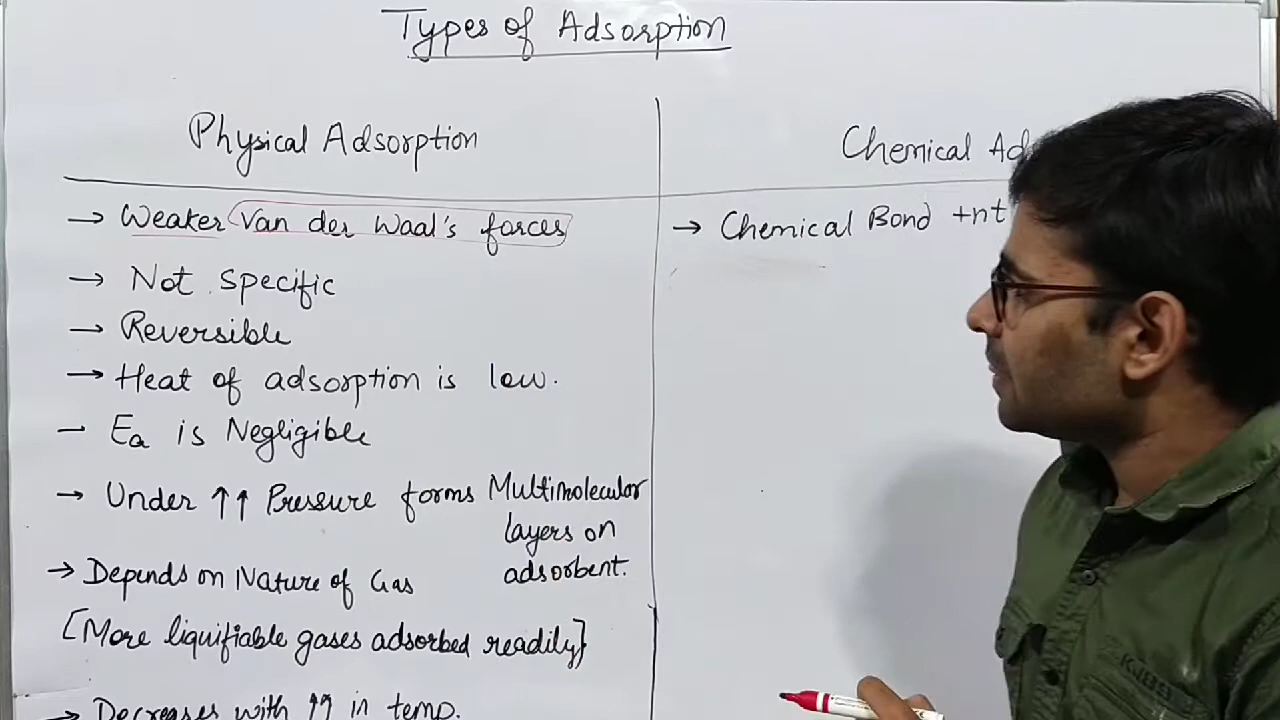 Types of Adsorption
Physical Adsorption
→ Weaker Van der Waal's forces
→ Not specific
→ Reversible
→ Heat of adsorption is low.
– Ea is Negligible
→ Under ↑↑ Pressure forms Multimolecular
layers on
adsorbent.
→ Depends on Nature of Gas
[More liquifiable gases adsorbed readily}
→ Decreases with ↑↑ in temp.
Chemical Ad
→ Chemical Bond +nt